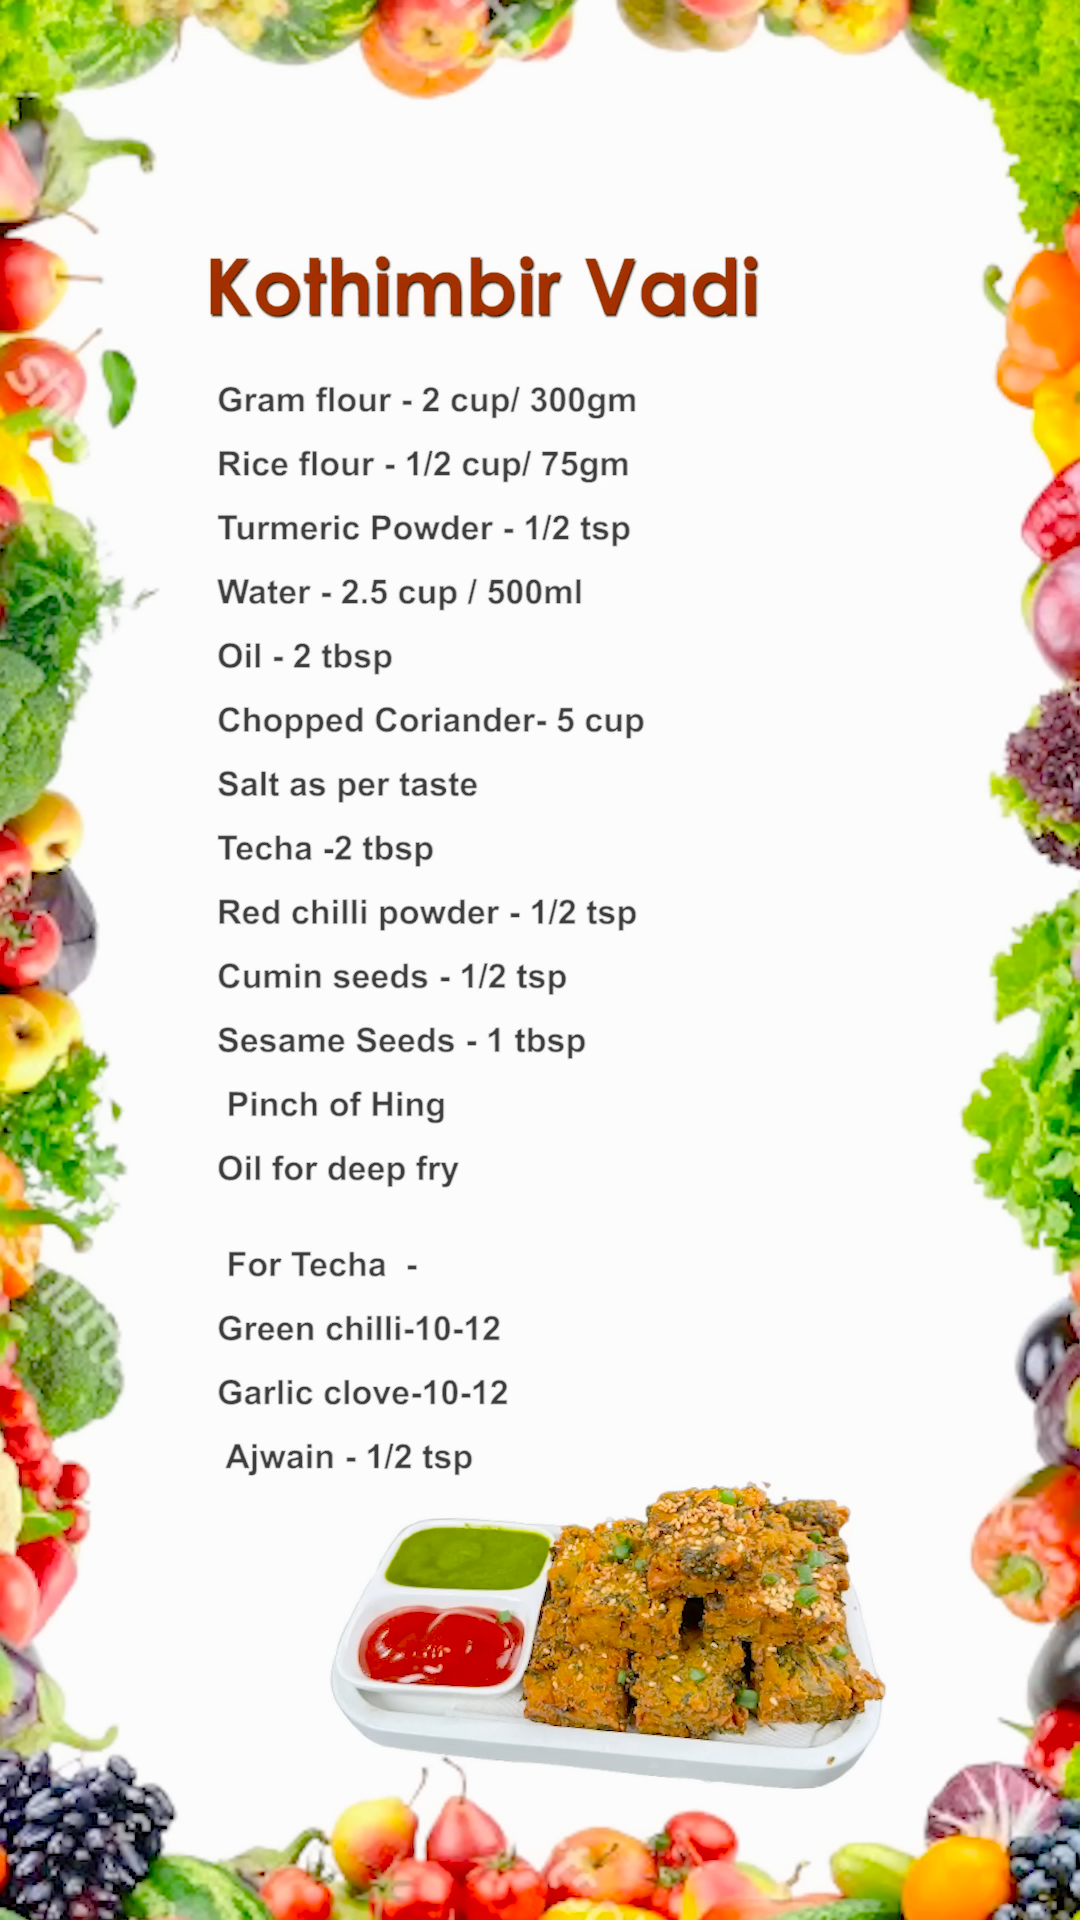 Kothimbir Vadi
Gram flour - 2 cup/ 300gm
Rice flour - 1/2 cup/ 75gm
Turmeric Powder - 1/2 tsp
Water - 2.5 cup / 500ml
Oil - 2 tbsp
Chopped Coriander- 5 cup
Salt as per taste
Techa -2 tbsp
Red chilli powder - 1/2 tsp
Cumin seeds - 1/2 tsp
Sesame Seeds - 1 tbsp
Pinch of Hing
Oil for deep fry
For Techa  -
Green chilli-10-12
Garlic clove-10-12
Ajwain - 1/2 tsp